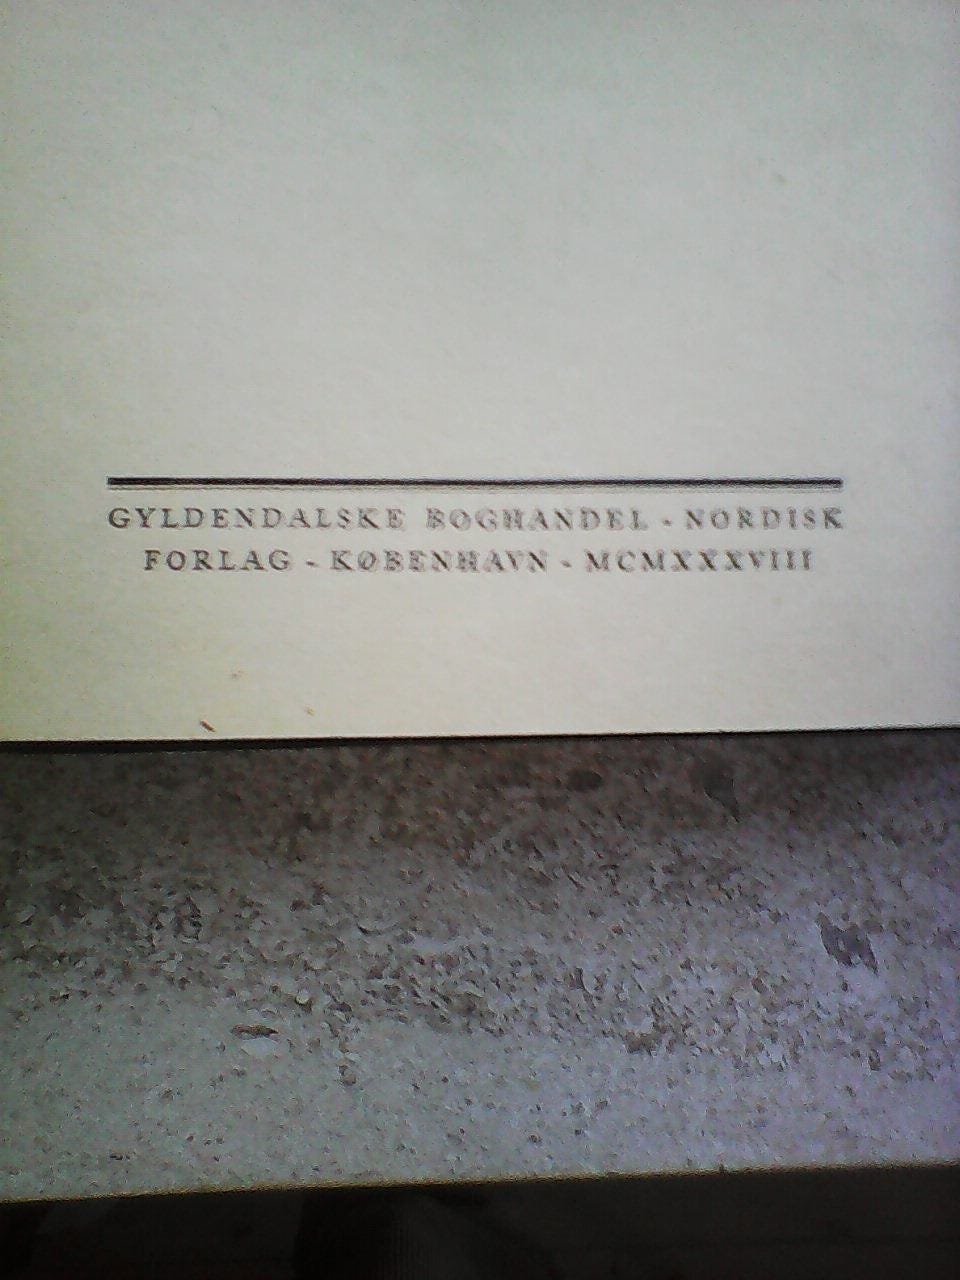 GYLDENDALSKE BOGHANDEL - NORDISK
FORLAG - KØBENHAVN - MCMXXXVIII